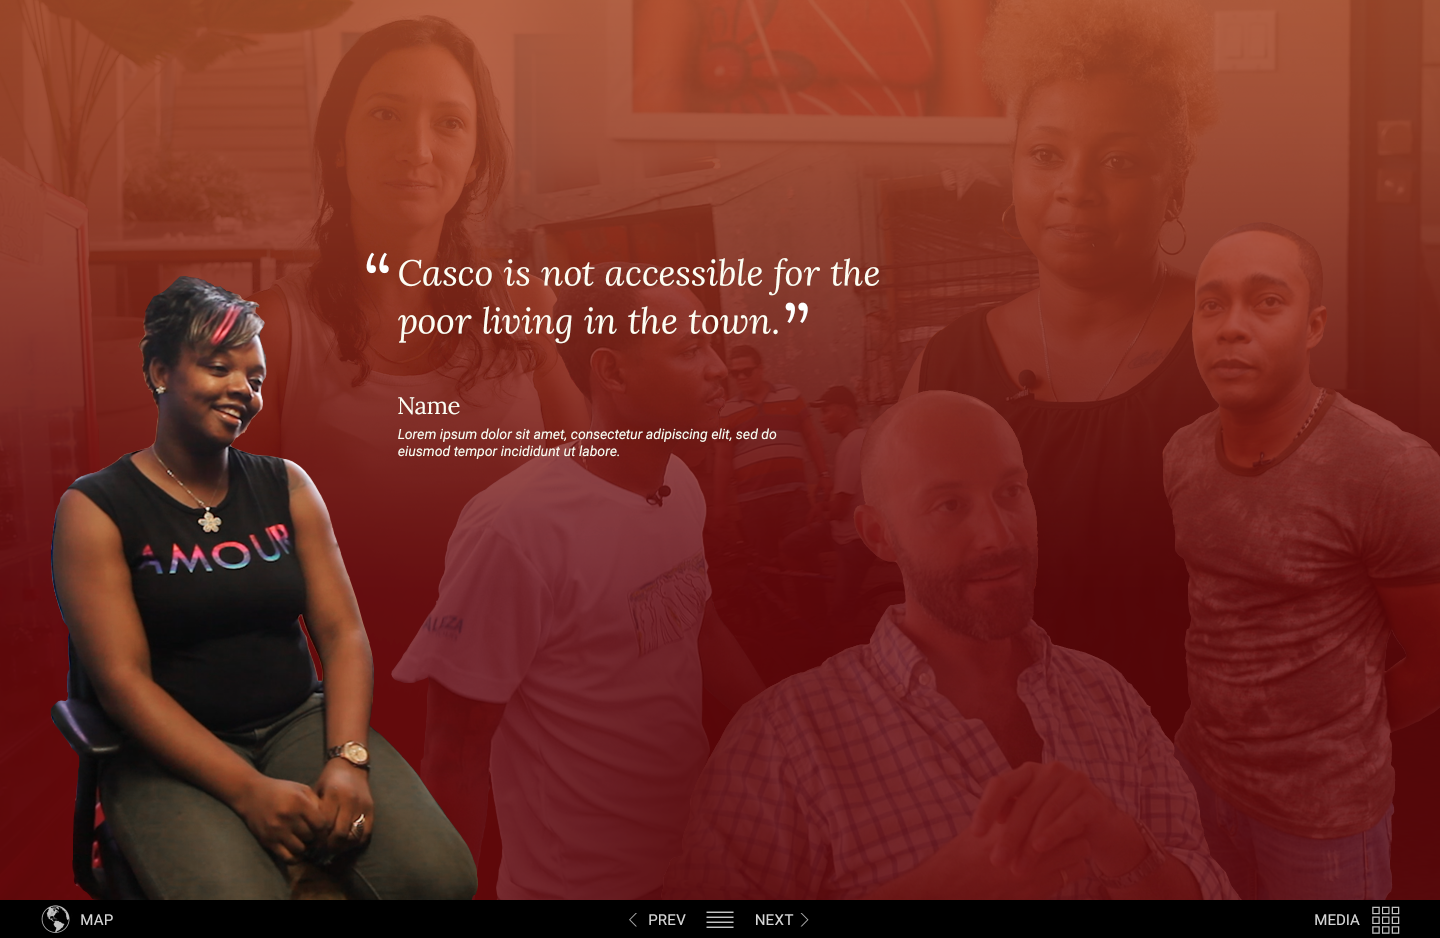 “Casco is not accessible for the
poor living in the town.”
Name
Lorem ipsum dolor sit amet, consectetur adipiscing elit, sed do
eiusmod tempor incididunt ut labore.
AMOUR
MAP
PREV
NEXT
MEDIA